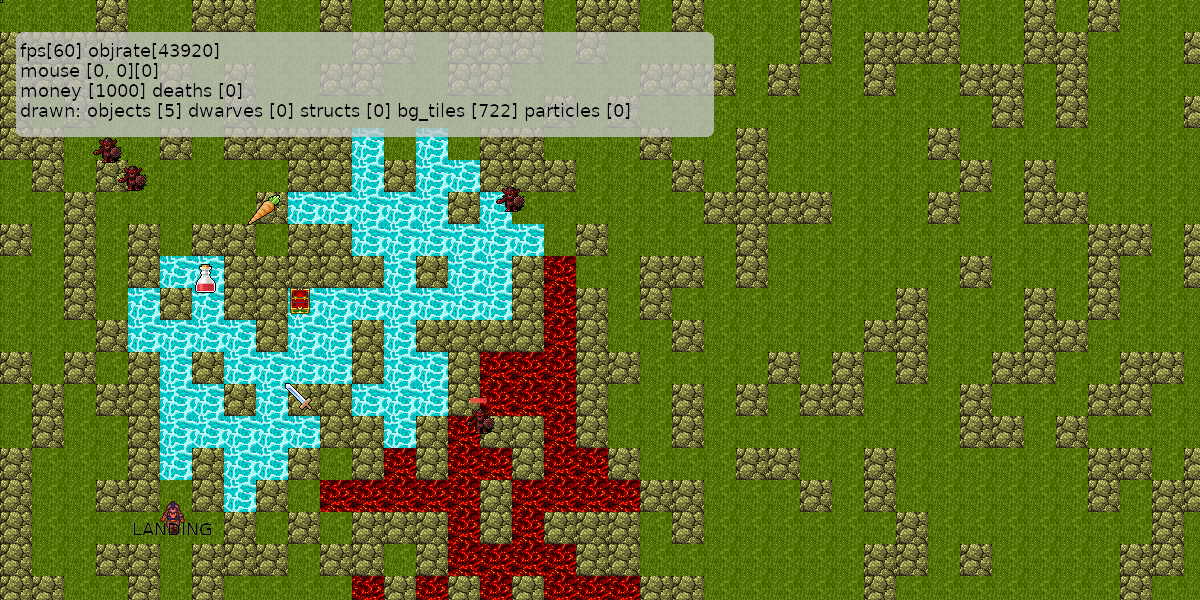 fps[60] objrate[43920]
mouse [0, 0][0]
money [1000] deaths [0]
drawn: objects [5] dwarves [0] structs [0] bg_tiles [722] particles [0]
LANDING